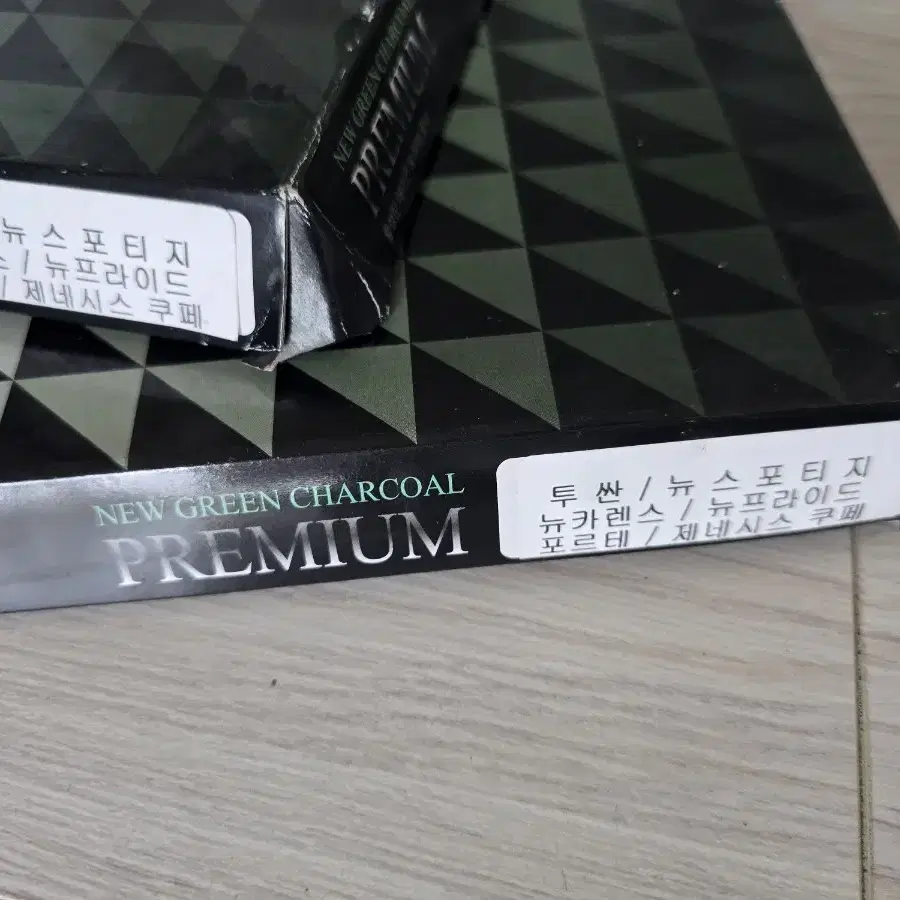 NEW GREEN CHARCOAL
PREMIUM
뉴 스 포 티 지
/ 뉴프라이드
/ 제네시스 쿠페
NEW GREEN CHARCOAL
PREMIUM
투 싼 / 뉴 스 포 티 지
뉴카렌스 / 뉴프라이드
포르테 / 제네시스 쿠페